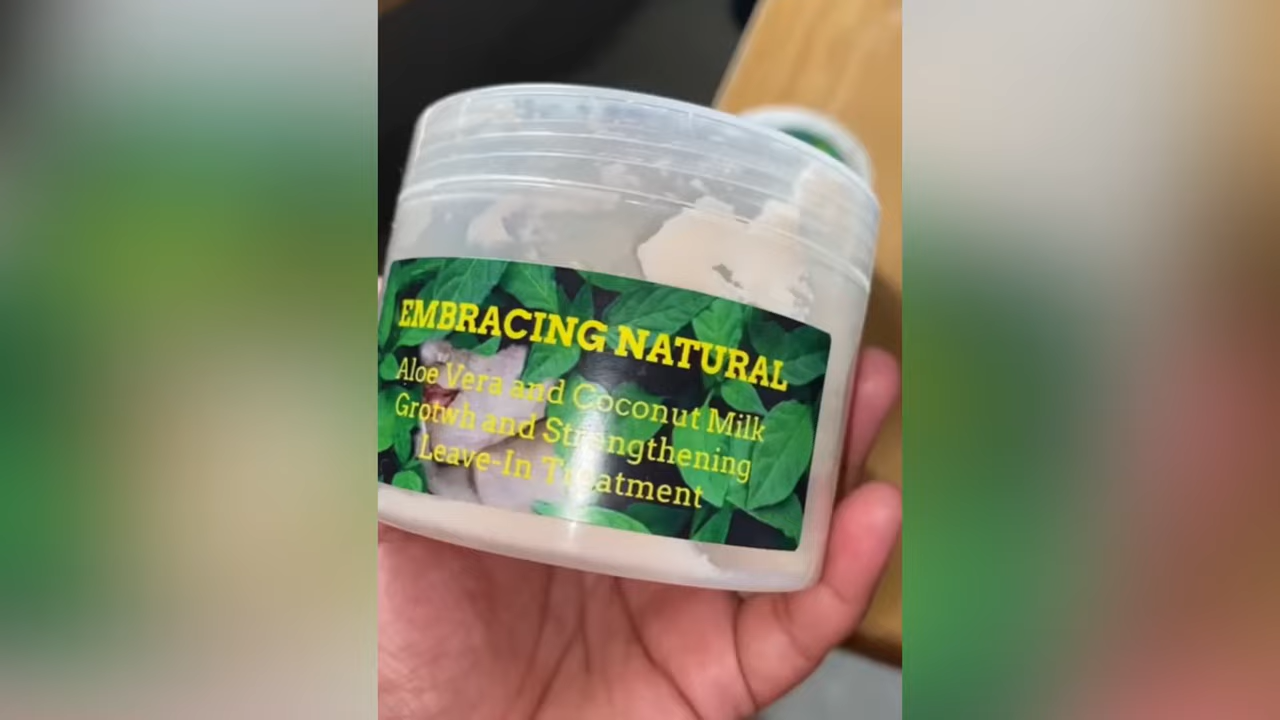 EMBRACING NATURAL
Aloe Vera and Coconut Milk
Grotwh and Strengthening
Leave-In Treatment